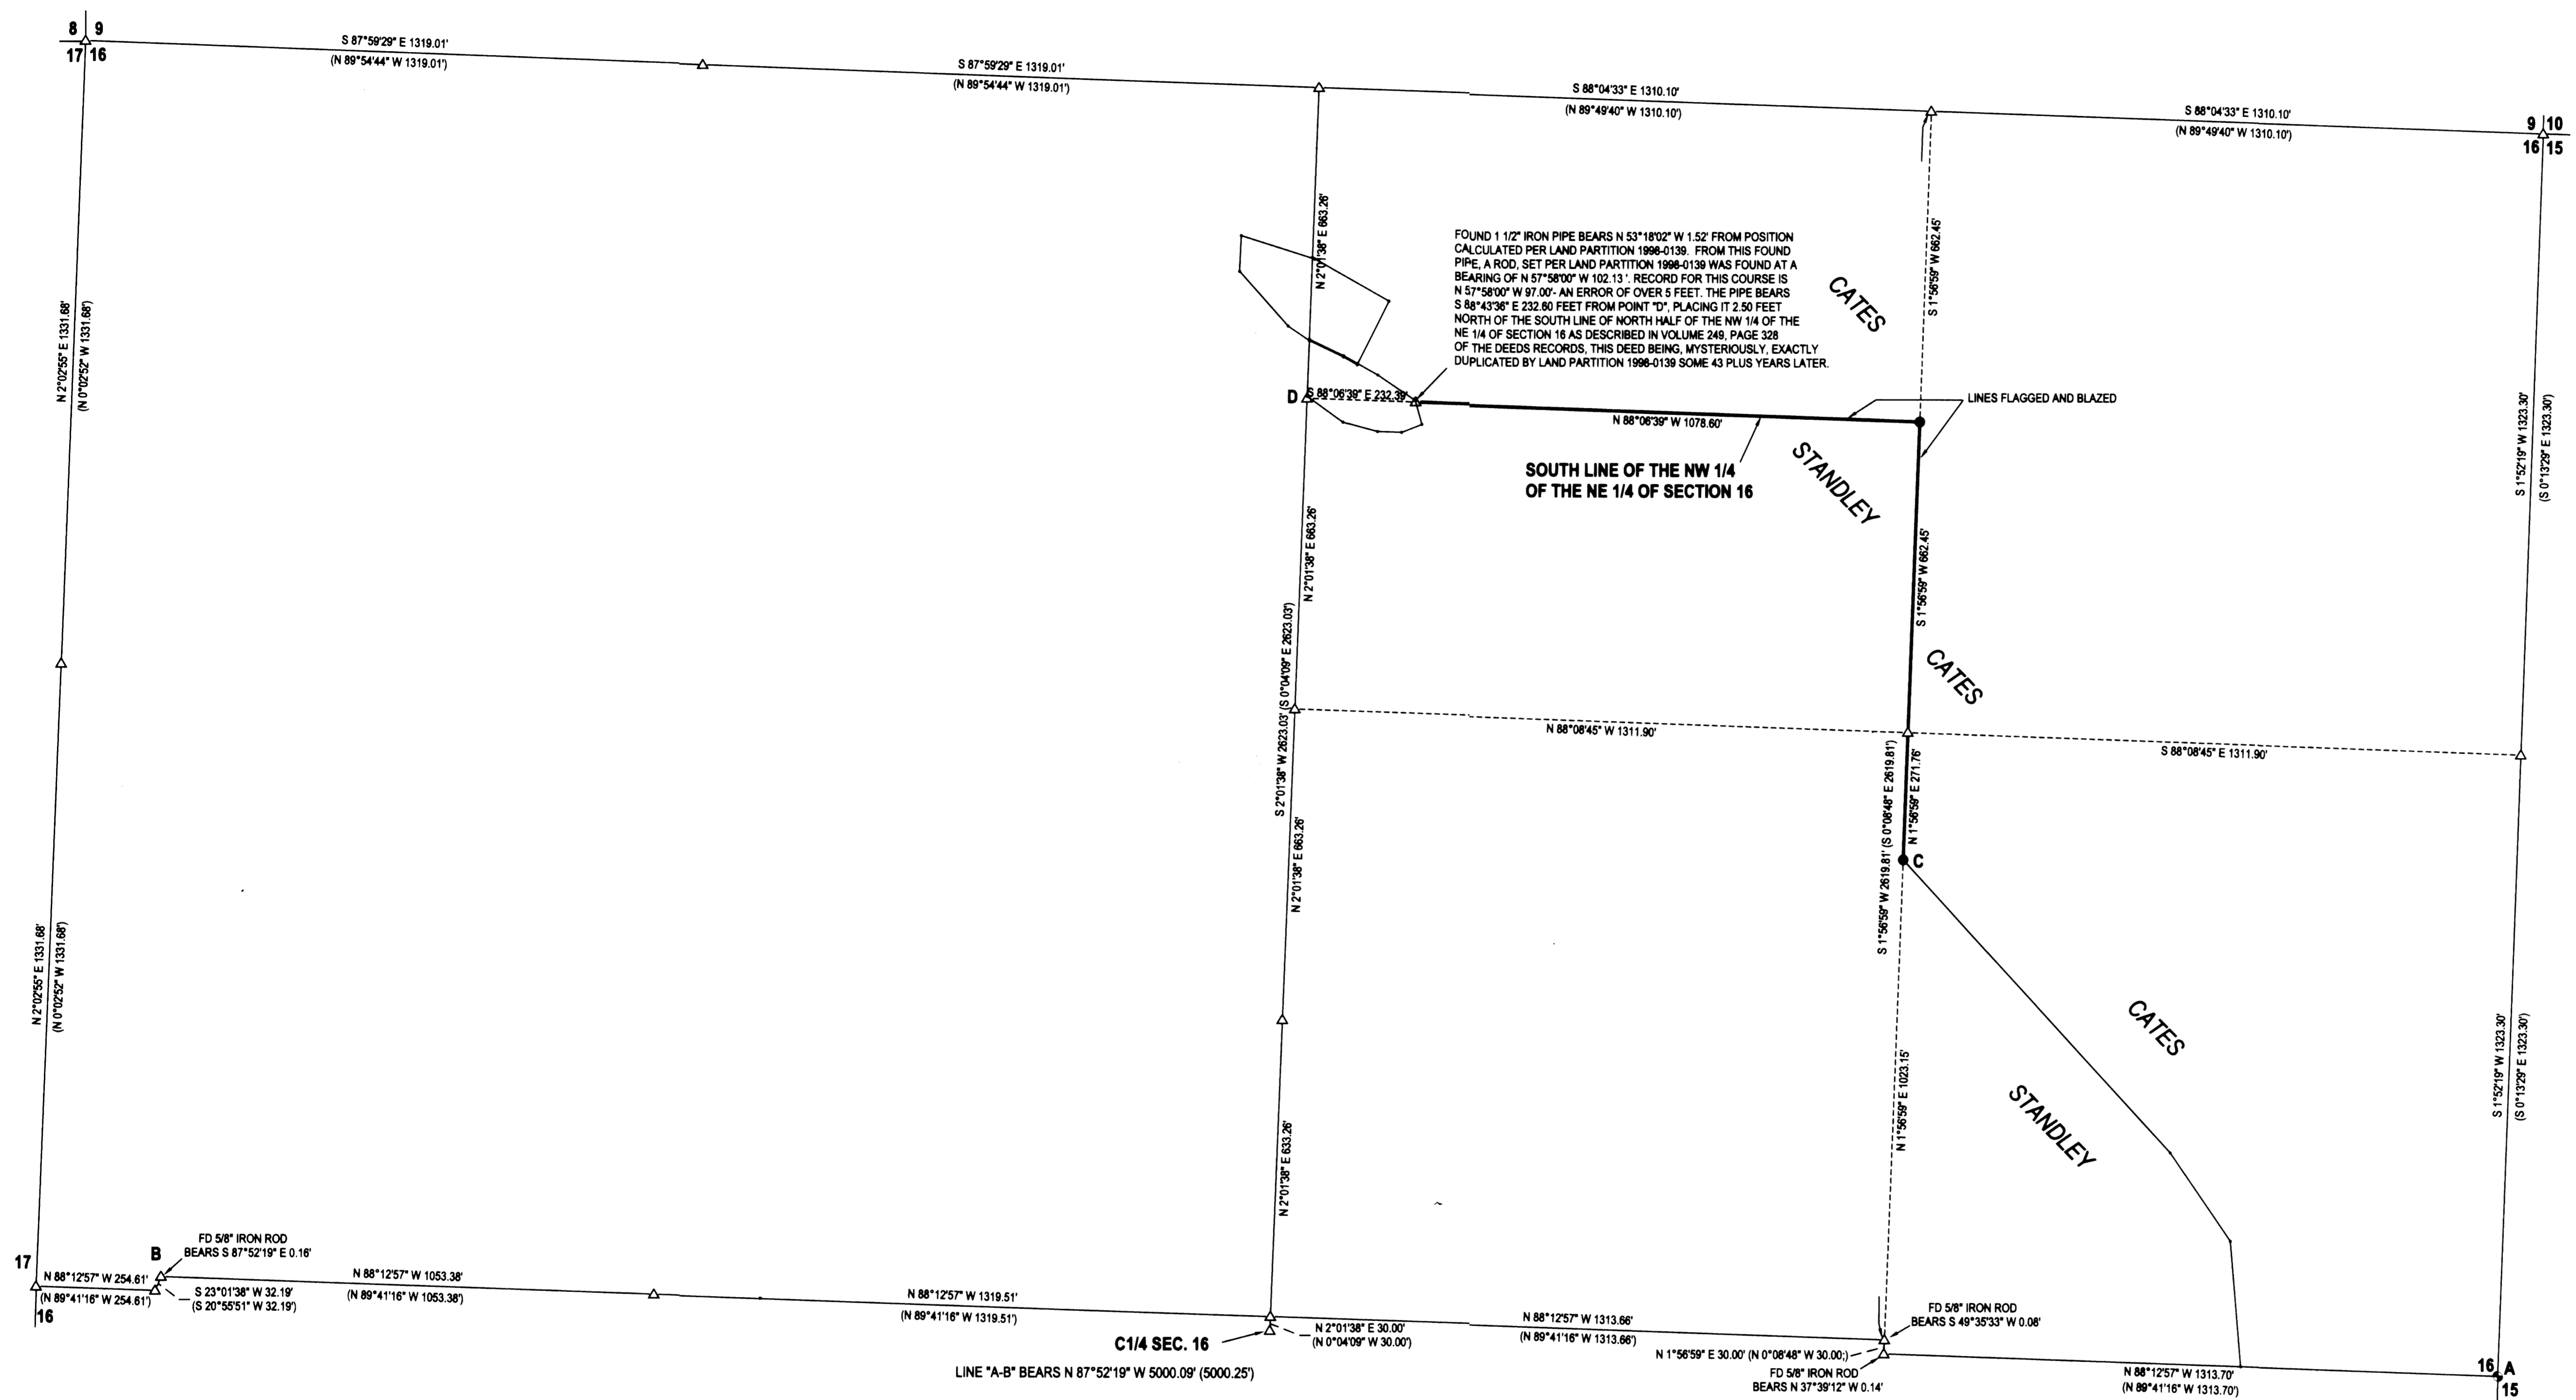 8 9
17 16
S 87°59'29" E 1319.01'
(N 89°54'44" W 1319.01')
S 87°59'29" E 1319.01'
(N 89°54'44" W 1319.01')
S 88°04'33" E 1310.10'
(N 89°49'40" W 1310.10')
S 88°04'33" E 1310.10'
(N 89°49'40" W 1310.10')
9 10
16 15
N 2°02'55" E 1331.68'
(N 0°02'52" W 1331.68')
N 2°01'38" E 663.26'
FOUND 1 1/2" IRON PIPE BEARS N 53°18'02" W 1.52' FROM POSITION
CALCULATED PER LAND PARTITION 1998-0139. FROM THIS FOUND
PIPE, A ROD, SET PER LAND PARTITION 1998-0139 WAS FOUND AT A
BEARING OF N 57°58'00" W 102.13 '. RECORD FOR THIS COURSE IS
N 57°58'00" W 97.00'- AN ERROR OF OVER 5 FEET. THE PIPE BEARS
S 88°43'36" E 232.60 FEET FROM POINT "D", PLACING IT 2.50 FEET
NORTH OF THE SOUTH LINE OF NORTH HALF OF THE NW 1/4 OF THE
NE 1/4 OF SECTION 16 AS DESCRIBED IN VOLUME 249, PAGE 328
OF THE DEEDS RECORDS, THIS DEED BEING, MYSTERIOUSLY, EXACTLY
DUPLICATED BY LAND PARTITION 1998-0139 SOME 43 PLUS YEARS LATER.
CATES
S 1°56'59" W 662.45'
D
S 88°06'39" E 232.39'
N 88°06'39" W 1078.60'
LINES FLAGGED AND BLAZED
SOUTH LINE OF THE NW 1/4
OF THE NE 1/4 OF SECTION 16
STANDLEY
S 1°52'19" W 1323.30'
(S 0°13'29" E 1323.30')
N 2°01'38" E 663.26'
S 1°56'59" W 662.45'
S 2°01'38" W 2623.03' (S 0°04'09" E 2623.03')
CATES
N 88°08'45" W 1311.90'
S 88°08'45" E 1311.90'
N 1°56'59" E 271.76'
S 1°56'59" W 2619.81' (S 0°08'48" E 2619.81')
C
N 2°01'38" E 663.26'
N 2°02'55" E 1331.68'
(N 0°02'52" W 1331.68')
CATES
STANDLEY
N 1°56'59" E 1023.15'
S 1°52'19" W 1323.30'
(S 0°13'29" E 1323.30')
N 2°01'38" E 633.26'
17
16
B
FD 5/8" IRON ROD
BEARS S 87°52'19" E 0.16'
N 88°12'57" W 254.61'
(N 89°41'16" W 254.61')
S 23°01'38" W 32.19'
(S 20°55'51" W 32.19')
N 88°12'57" W 1053.38'
(N 89°41'16" W 1053.38')
N 88°12'57" W 1319.51'
(N 89°41'16" W 1319.51')
C1/4 SEC. 16
N 2°01'38" E 30.00'
(N 0°04'09" W 30.00')
LINE "A-B" BEARS N 87°52'19" W 5000.09' (5000.25')
N 88°12'57" W 1313.66'
(N 89°41'16" W 1313.66')
FD 5/8" IRON ROD
BEARS S 49°35'33" W 0.08'
N 1°56'59" E 30.00' (N 0°08'48" W 30.00;)
FD 5/8" IRON ROD
BEARS N 37°39'12" W 0.14'
N 88°12'57" W 1313.70'
(N 89°41'16" W 1313.70')
16 A
15